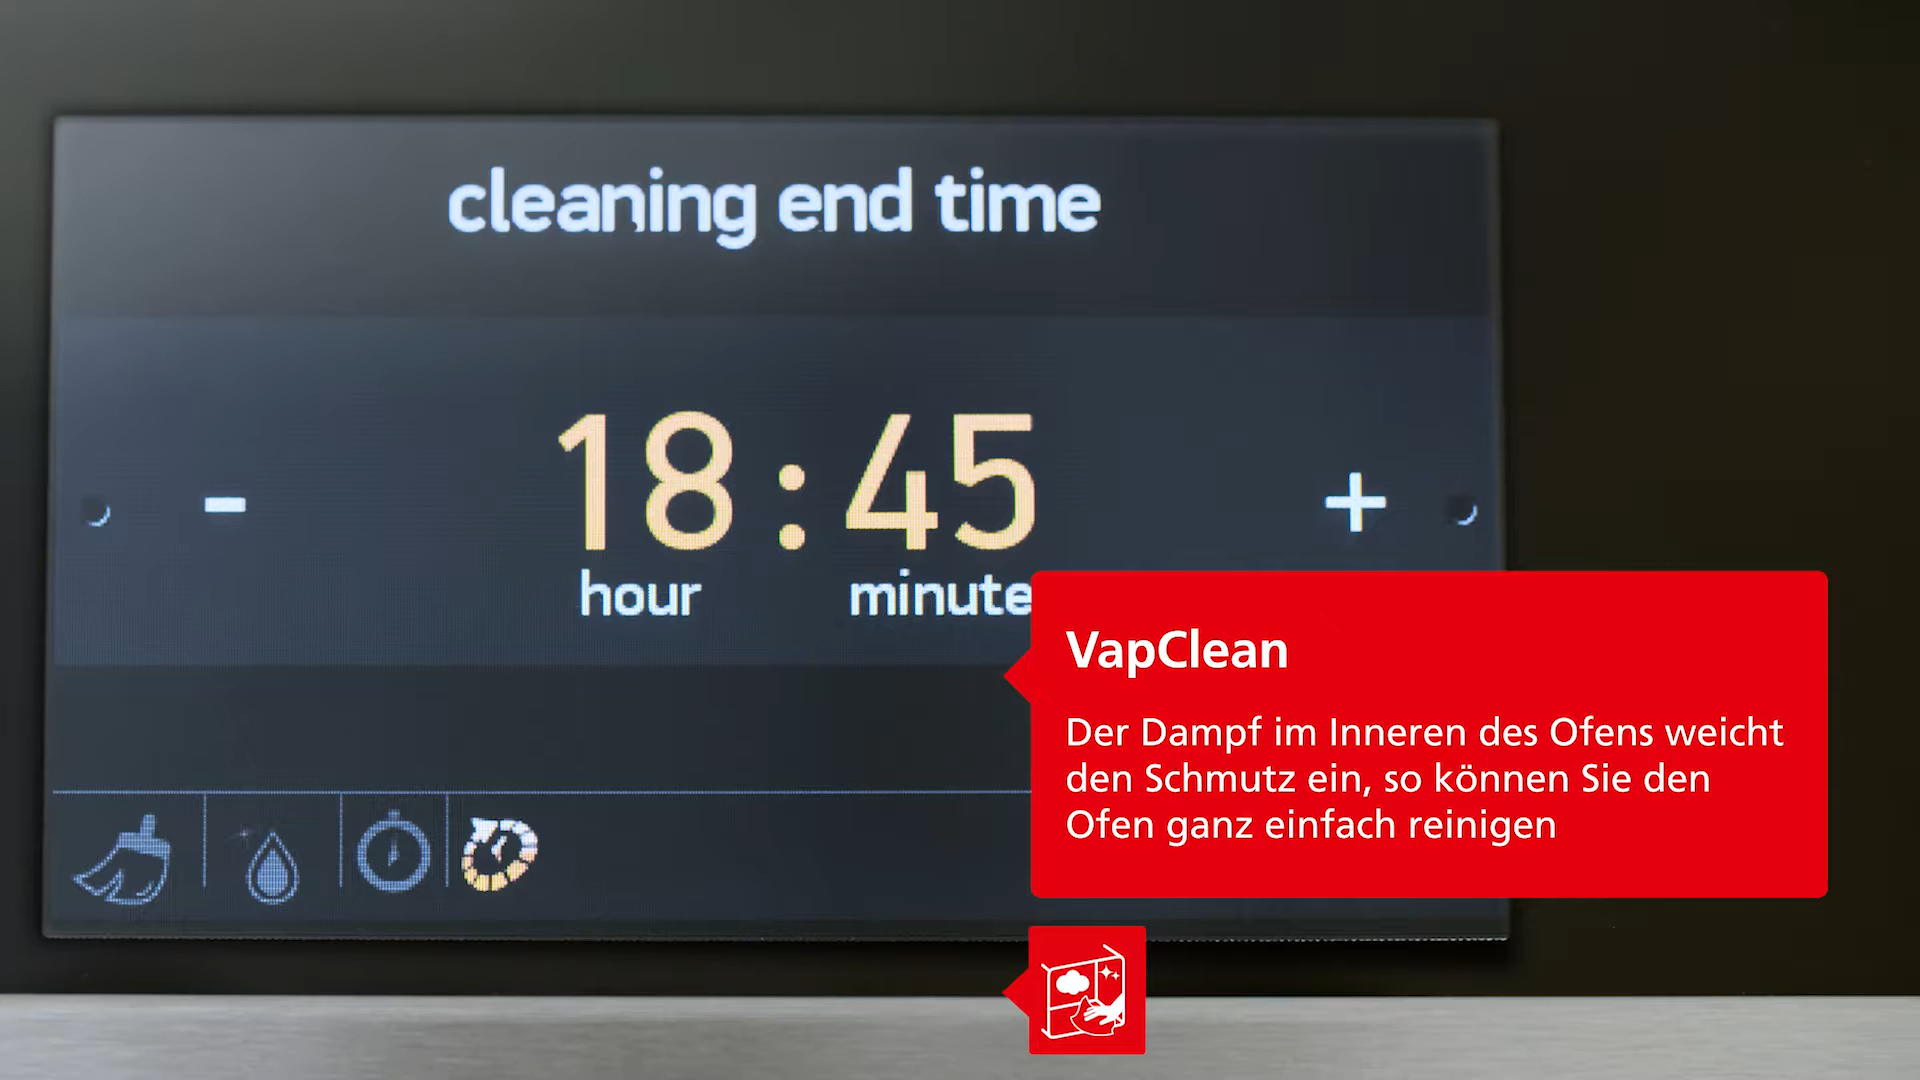 cleaning end time
- 18:45 +
hour minute
VapClean
Der Dampf im Inneren des Ofens weicht
den Schmutz ein, so können Sie den
Ofen ganz einfach reinigen